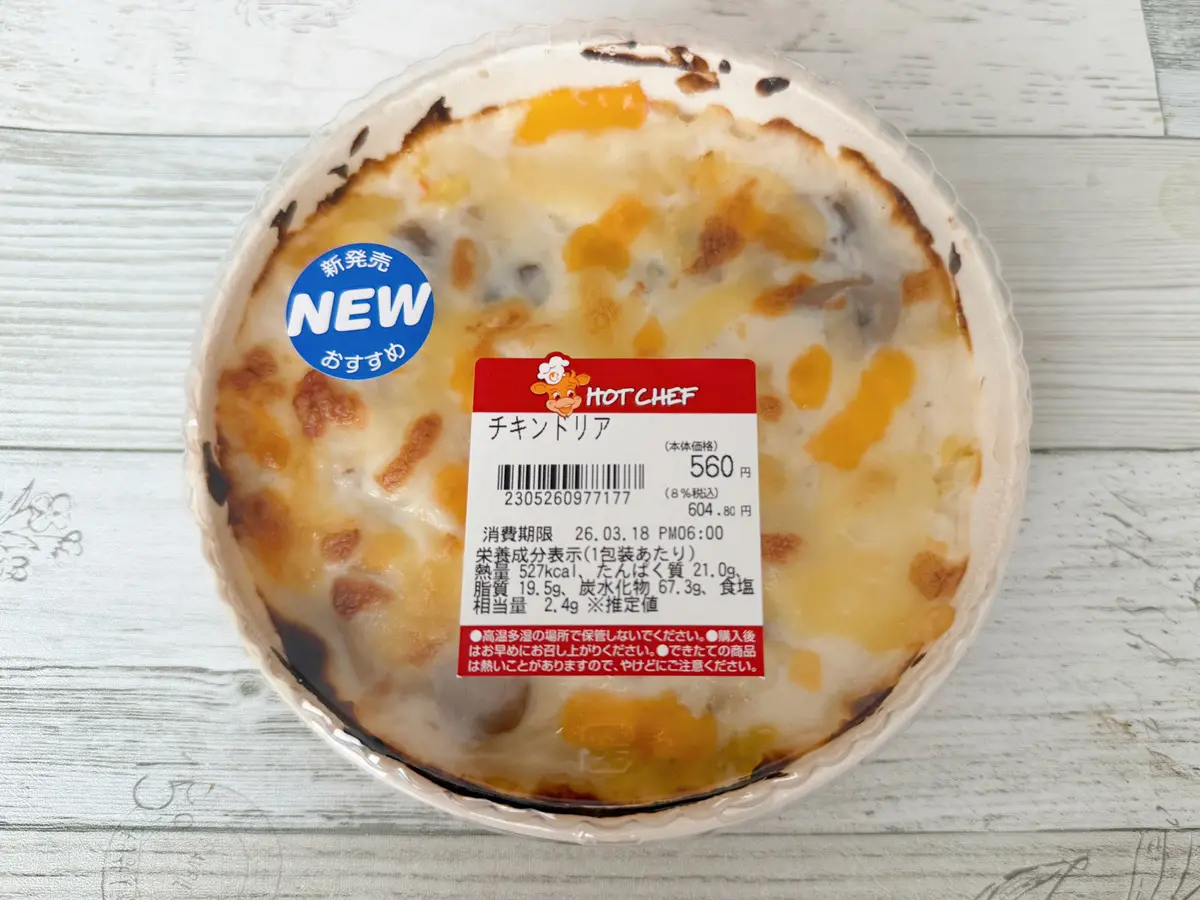 新発売
NEW
おすすめ
HOT CHEF
チキンドリア
(本体価格)
560 円
2305260977177
(8%税込)
604.80 円
消費期限 26.03.18 PM06:00
栄養成分表示(1包装あたり)
熱量 527kcal、たんぱく質 21.0g、
脂質 19.5g、炭水化物 67.3g、食塩
相当量 2.4g ※推定値
●高温多湿の場所で保管しないでください。●購入後
はお早めにお召し上がりください。●できたての商品
は熱いことがありますので、やけどにご注意ください。